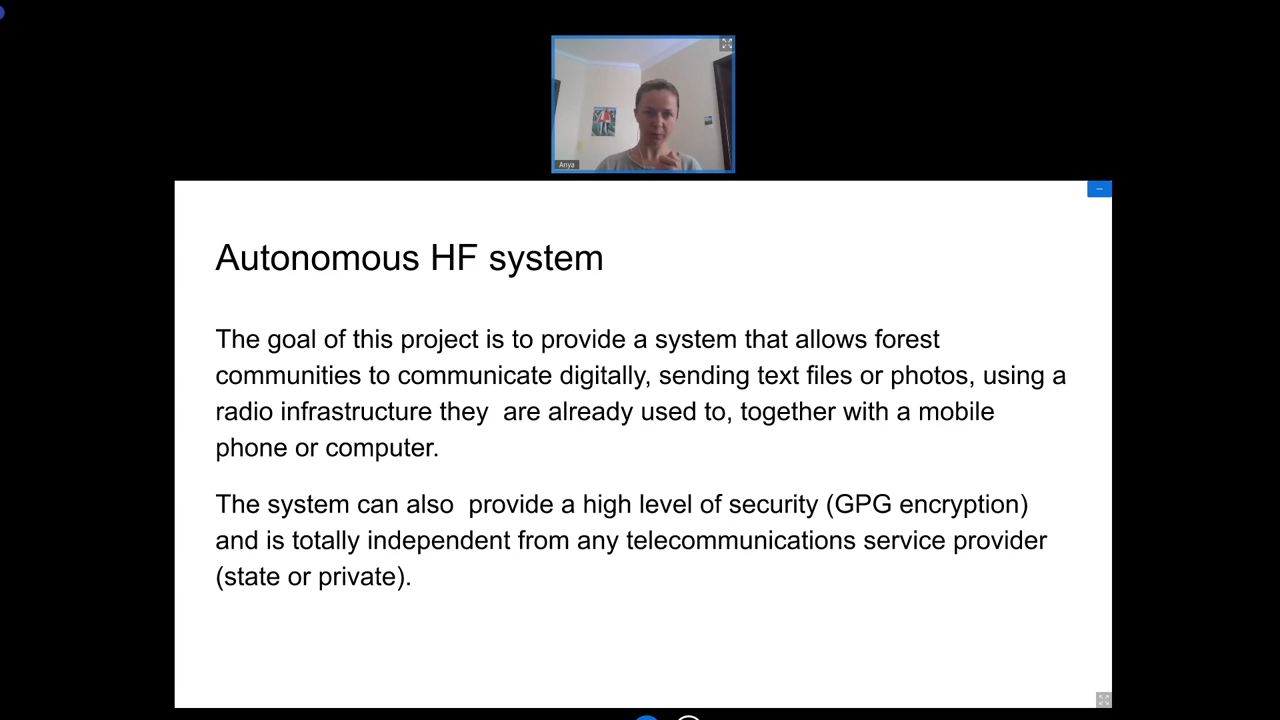 Anya
Autonomous HF system
The goal of this project is to provide a system that allows forest
communities to communicate digitally, sending text files or photos, using a
radio infrastructure they  are already used to, together with a mobile
phone or computer.
The system can also  provide a high level of security (GPG encryption)
and is totally independent from any telecommunications service provider
(state or private).